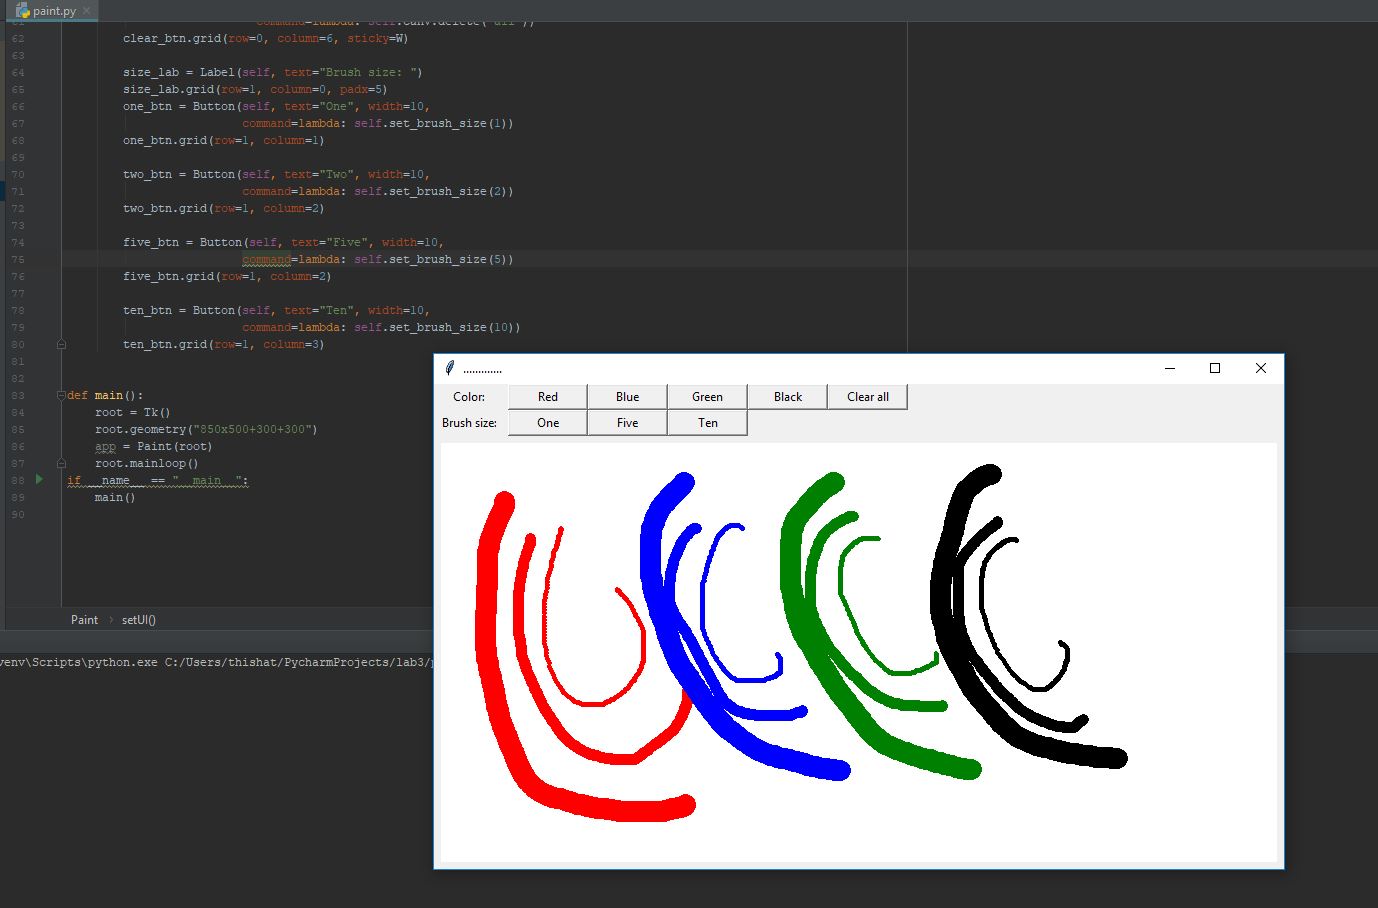 paint.py
61 command=lambda: self.canv.delete("all"))
62 clear_btn.grid(row=0, column=6, sticky=W)
63
64 size_lab = Label(self, text="Brush size: ")
65 size_lab.grid(row=1, column=0, padx=5)
66 one_btn = Button(self, text="One", width=10,
67 command=lambda: self.set_brush_size(1))
68 one_btn.grid(row=1, column=1)
69
70 two_btn = Button(self, text="Two", width=10,
71 command=lambda: self.set_brush_size(2))
72 two_btn.grid(row=1, column=2)
73
74 five_btn = Button(self, text="Five", width=10,
75 command=lambda: self.set_brush_size(5))
76 five_btn.grid(row=1, column=2)
77
78 ten_btn = Button(self, text="Ten", width=10,
79 command=lambda: self.set_brush_size(10))
80 ten_btn.grid(row=1, column=3)
81
82
83 def main():
84 root = Tk()
85 root.geometry("850x500+300+300")
86 app = Paint(root)
87 root.mainloop()
88 if __name__ == "__main__":
89 main()
90
Paint › setUI()
venv\Scripts\python.exe C:/Users/thishat/PycharmProjects/lab3/
.............
Color: Red Blue Green Black Clear all
Brush size: One Five Ten